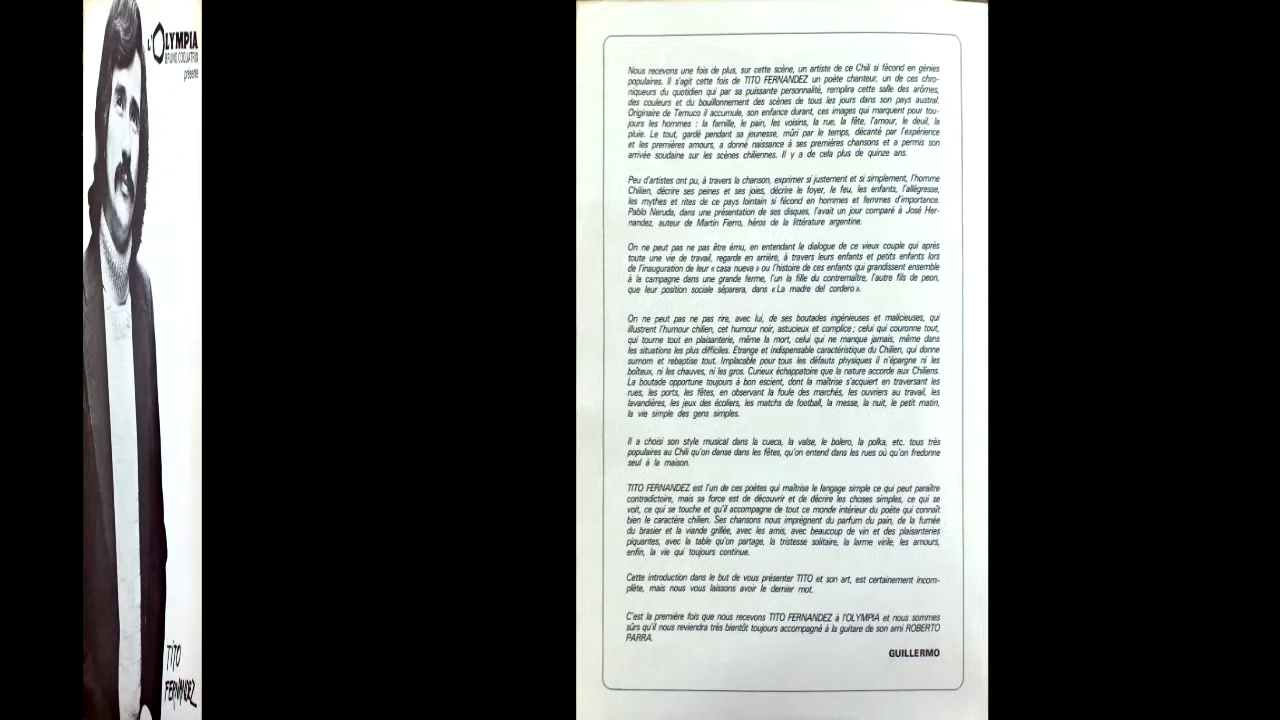 L'OLYMPIA
BRUNO COQUATRIX
présente
TITO
FERNANDEZ
Nous recevons une fois de plus, sur cette scène, un artiste de ce Chili si fécond en génies
populaires. Il s'agit cette fois de TITO FERNANDEZ un poète chanteur, un de ces chro-
niqueurs du quotidien qui par sa puissante personnalité, remplira cette salle des arômes,
des couleurs et du bouillonnement des scènes de tous les jours dans son pays austral.
Originaire de Temuco il accumule, son enfance durant, ces images qui marquent pour tou-
jours les hommes : la famille, le pain, les voisins, la rue, la fête, l'amour, le deuil, la
pluie. Le tout, gardé pendant sa jeunesse, mûri par le temps, décanté par l'expérience
et les premières amours, a donné naissance à ses premières chansons et a permis son
arrivée soudaine sur les scènes chiliennes. Il y a de cela plus de quinze ans.
Peu d'artistes ont pu, à travers la chanson, exprimer si justement et si simplement, l'homme
Chilien, décrire ses peines et ses joies, décrire le foyer, le feu, les enfants, l'allégresse,
les mythes et rites de ce pays lointain si fécond en hommes et femmes d'importance.
Pablo Neruda, dans une présentation de ses disques, l'avait un jour comparé à José Her-
nandez, auteur de Martin Fierro, héros de la littérature argentine.
On ne peut pas ne pas être ému, en entendant le dialogue de ce vieux couple qui après
toute une vie de travail, regarde en arrière, à travers leurs enfants et petits enfants lors
de l'inauguration de leur « casa nueva » ou l'histoire de ces enfants qui grandissent ensemble
à la campagne dans une grande ferme, l'un la fille du contremaître, l'autre fils de peon,
que leur position sociale séparera, dans « La madre del cordero ».
On ne peut pas ne pas rire, avec lui, de ses boutades ingénieuses et malicieuses, qui
illustrent l'humour chilien, cet humour noir, astucieux et complice ; celui qui couronne tout,
qui tourne tout en plaisanterie, même la mort, celui qui ne manque jamais, même dans
les situations les plus difficiles. Etrange et indispensable caractéristique du Chilien, qui donne
surnom et rebaptise tout. Implacable pour tous les défauts physiques il n'épargne ni les
boîteux, ni les chauves, ni les gros. Curieux échappatoire que la nature accorde aux Chiliens.
La boutade opportune toujours à bon escient, dont la maîtrise s'acquiert en traversant les
rues, les ports, les fêtes, en observant la foule des marchés, les ouvriers au travail, les
lavandières, les jeux des écoliers, les matchs de football, la messe, la nuit, le petit matin,
la vie simple des gens simples.
Il a choisi son style musical dans la cueca, la valse, le bolero, la polka, etc. tous très
populaires au Chili qu'on danse dans les fêtes, qu'on entend dans les rues où qu'on fredonne
seul à la maison.
TITO FERNANDEZ est l'un de ces poètes qui maîtrise le langage simple ce qui peut paraître
contradictoire, mais sa force est de découvrir et de décrire les choses simples, ce qui se
voit, ce qui se touche et qu'il accompagne de tout ce monde intérieur du poète qui connaît
bien le caractère chilien. Ses chansons nous imprègnent du parfum du pain, de la fumée
du brasier et la viande grillée, avec les amis, avec beaucoup de vin et des plaisanteries
piquantes, avec la table qu'on partage, la tristesse solitaire, la larme virile, les amours,
enfin, la vie qui toujours continue.
Cette introduction dans le but de vous présenter TITO et son art, est certainement incom-
plète, mais nous vous laissons avoir le dernier mot.
C'est la première fois que nous recevons TITO FERNANDEZ à l'OLYMPIA et nous sommes
sûrs qu'il nous reviendra très bientôt toujours accompagné à la guitare de son ami ROBERTO
PARRA.
GUILLERMO